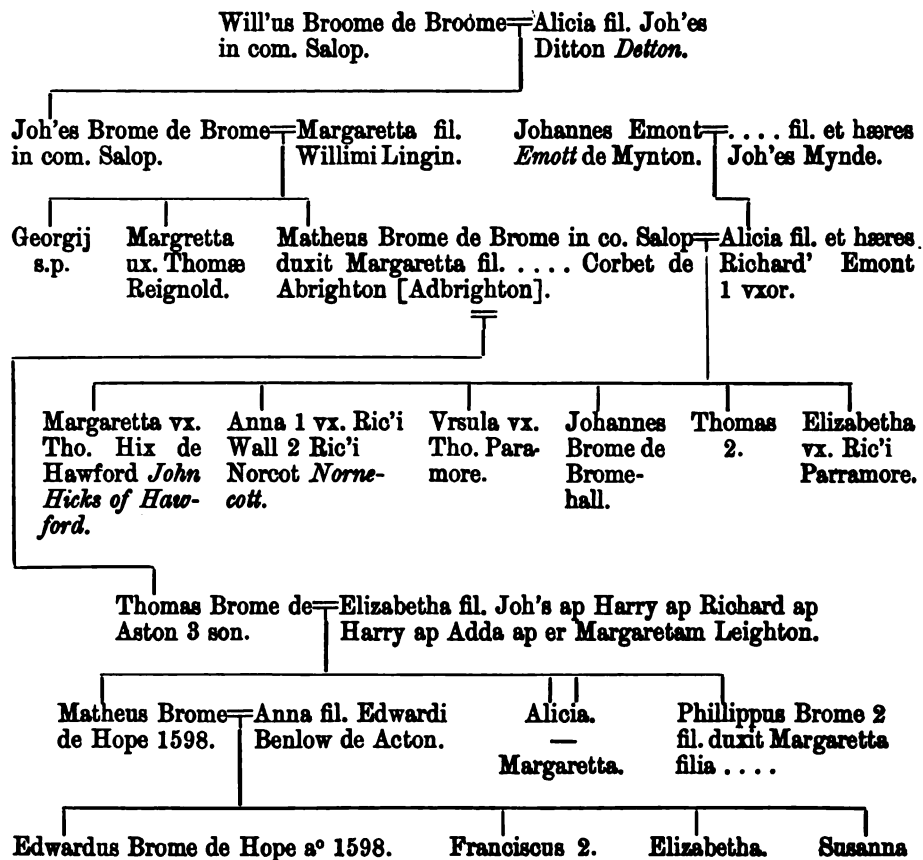 Will'us Broome de Broome
in com. Salop.
Alicia fil. Joh'es
Ditton Detton.
Joh'es Brome de Brome
in com. Salop.
Margaretta fil.
Willimi Lingin.
Johannes Emont
Emott de Mynton.
. . . . fil. et hæres
Joh'es Mynde.
Georgij
s.p.
Margretta
ux. Thomæ
Reignold.
Matheus Brome de Brome in co. Salop
duxit Margaretta fil. . . . . . Corbet de
Abrighton [Adbrighton].
Alicia fil. et hæres
Richard' Emont
1 vxor.
Margaretta vx.
Tho. Hix de
Hawford John
Hicks of Haw-
ford.
Anna 1 vx. Ric'i
Wall 2 Ric'i
Norcot Norne-
cott.
Vrsula vx.
Tho. Para-
more.
Johannes
Brome de
Brome-
hall.
Thomas
2.
Elizabetha
vx. Ric'i
Parramore.
Thomas Brome de
Aston 3 son.
Elizabetha fil. Joh's ap Harry ap Richard ap
Harry ap Adda ap er Margaretam Leighton.
Matheus Brome
de Hope 1598.
Anna fil. Edwardi
Benlow de Acton.
Alicia.
—
Margaretta.
Phillippus Brome 2
fil. duxit Margaretta
filia . . . .
Edwardus Brome de Hope aº 1598.
Franciscus 2.
Elizabetha.
Susanna